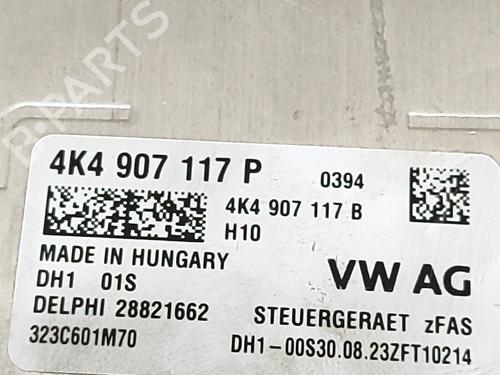 B-PARTS
4K4 907 117 P 0394
4K4 907 117 B
H10
MADE IN HUNGARY
DH1 01S
DELPHI 28821662
323C601M70
VW AG
STEUERGERAET zFAS
DH1-00S30.08.23ZFT10214